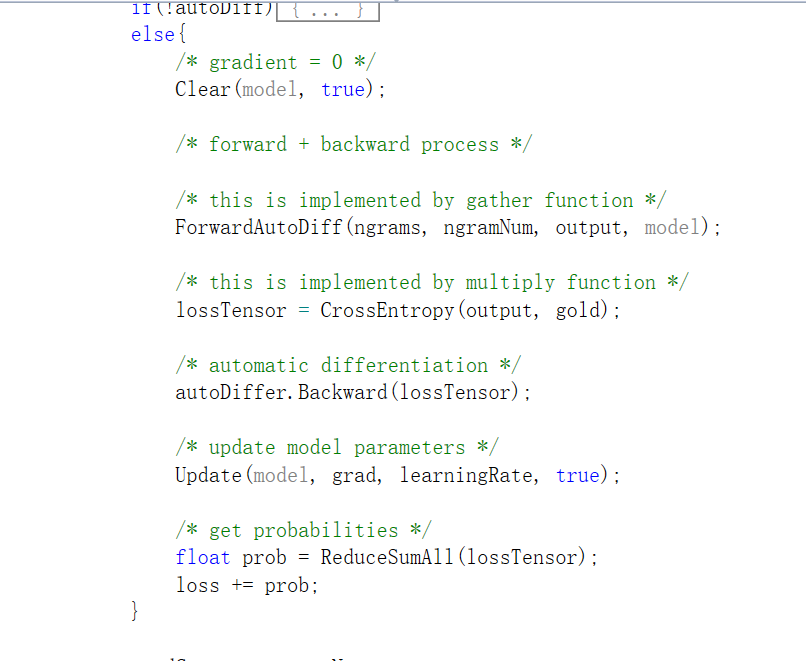 if(!autoDiff){ ... }
else{
/* gradient = 0 */
Clear(model, true);
/* forward + backward process */
/* this is implemented by gather function */
ForwardAutoDiff(ngrams, ngramNum, output, model);
/* this is implemented by multiply function */
lossTensor = CrossEntropy(output, gold);
/* automatic differentiation */
autoDiffer.Backward(lossTensor);
/* update model parameters */
Update(model, grad, learningRate, true);
/* get probabilities */
float prob = ReduceSumAll(lossTensor);
loss += prob;
}